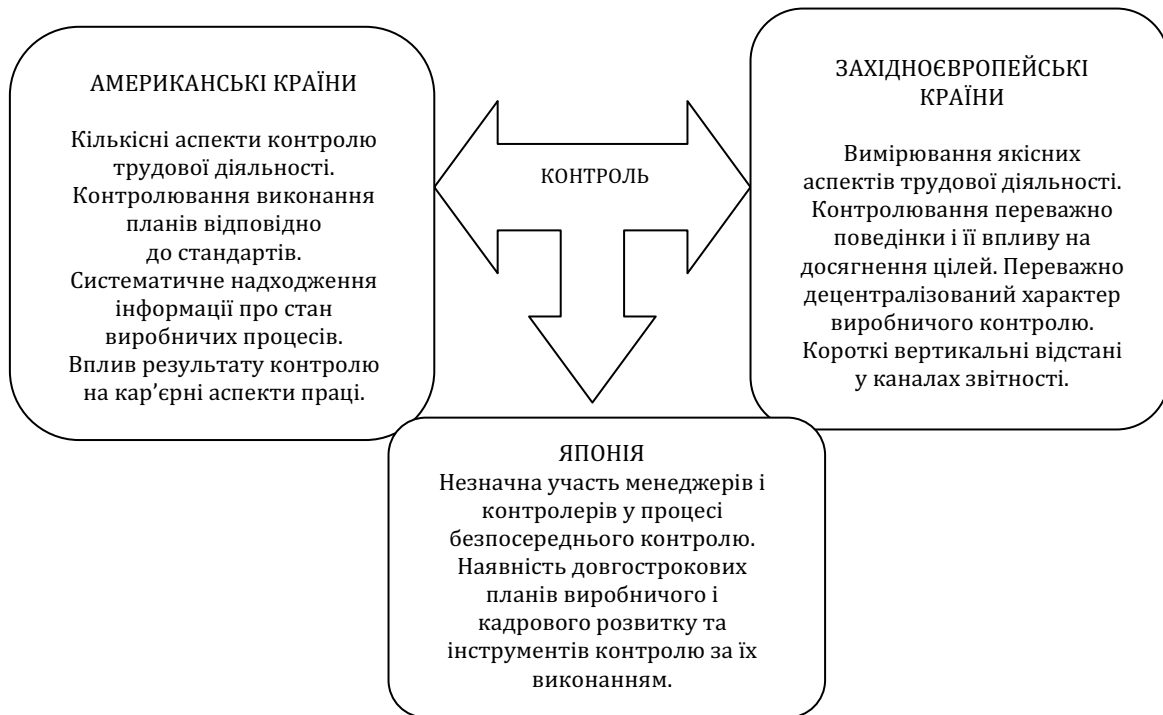 АМЕРИКАНСЬКІ КРАЇНИ
Кількісні аспекти контролю
трудової діяльності.
Контролювання виконання
планів відповідно
до стандартів.
Систематичне надходження
інформації про стан
виробничих процесів.
Вплив результату контролю
на кар’єрні аспекти праці.
КОНТРОЛЬ
ЗАХІДНОЄВРОПЕЙСЬКІ
КРАЇНИ
Вимірювання якісних
аспектів трудової діяльності.
Контролювання переважно
поведінки і її впливу на
досягнення цілей. Переважно
децентралізований характер
виробничого контролю.
Короткі вертикальні відстані
у каналах звітності.
ЯПОНІЯ
Незначна участь менеджерів і
контролерів у процесі
безпосереднього контролю.
Наявність довгострокових
планів виробничого і
кадрового розвитку та
інструментів контролю за їх
виконанням.